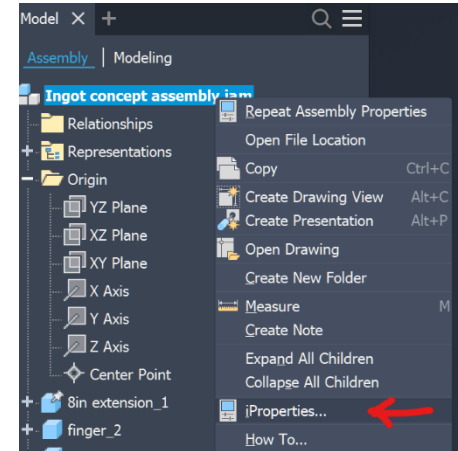 Model
Assembly | Modeling
Ingot concept assembly.iam
Relationships
Representations
Origin
YZ Plane
XZ Plane
XY Plane
X Axis
Y Axis
Z Axis
Center Point
8in extension_1
finger_2
Repeat Assembly Properties
Open File Location
Copy Ctrl+C
Create Drawing View Alt+C
Create Presentation Alt+P
Open Drawing
Create New Folder
Measure M
Create Note
Expand All Children
Collapse All Children
iProperties...
How To...